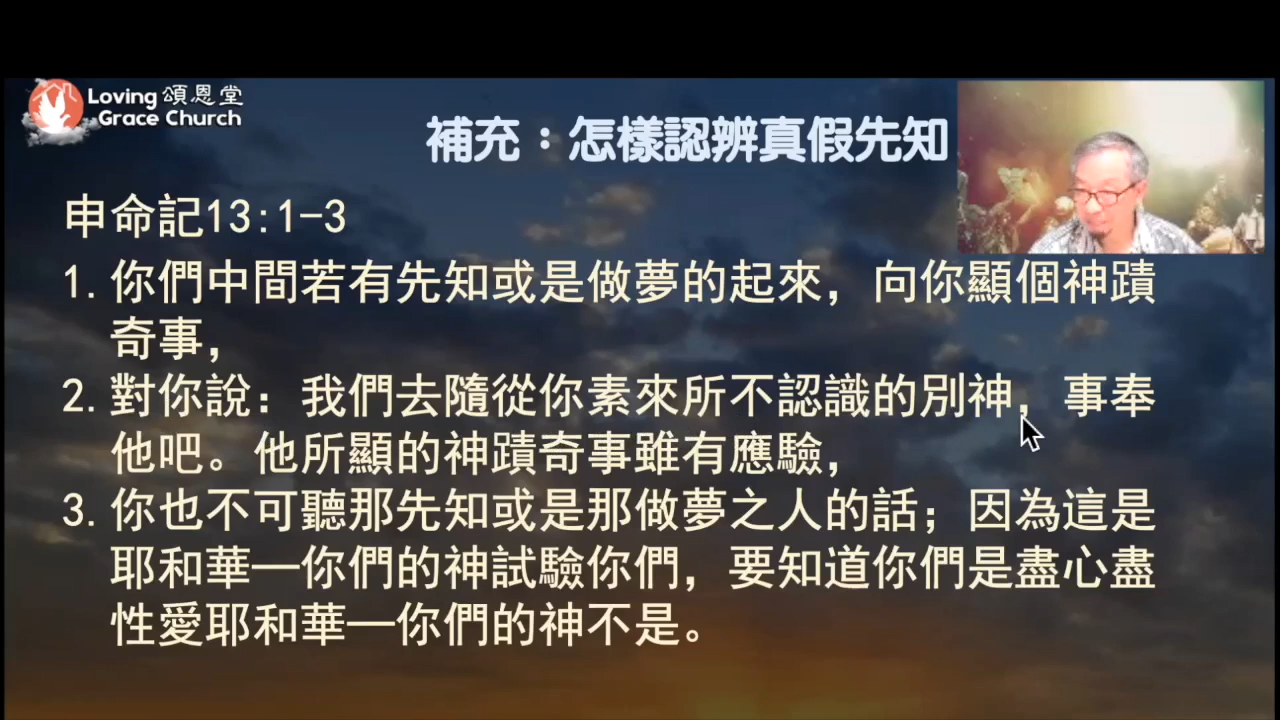 Loving 頌恩堂
Grace Church
補充：怎樣認辨真假先知
申命記13:1-3
1. 你們中間若有先知或是做夢的起來，向你顯個神蹟
奇事，
2. 對你說：我們去隨從你素來所不認識的別神，事奉
他吧。他所顯的神蹟奇事雖有應驗，
3. 你也不可聽那先知或是那做夢之人的話；因為這是
耶和華—你們的神試驗你們，要知道你們是盡心盡
性愛耶和華—你們的神不是。